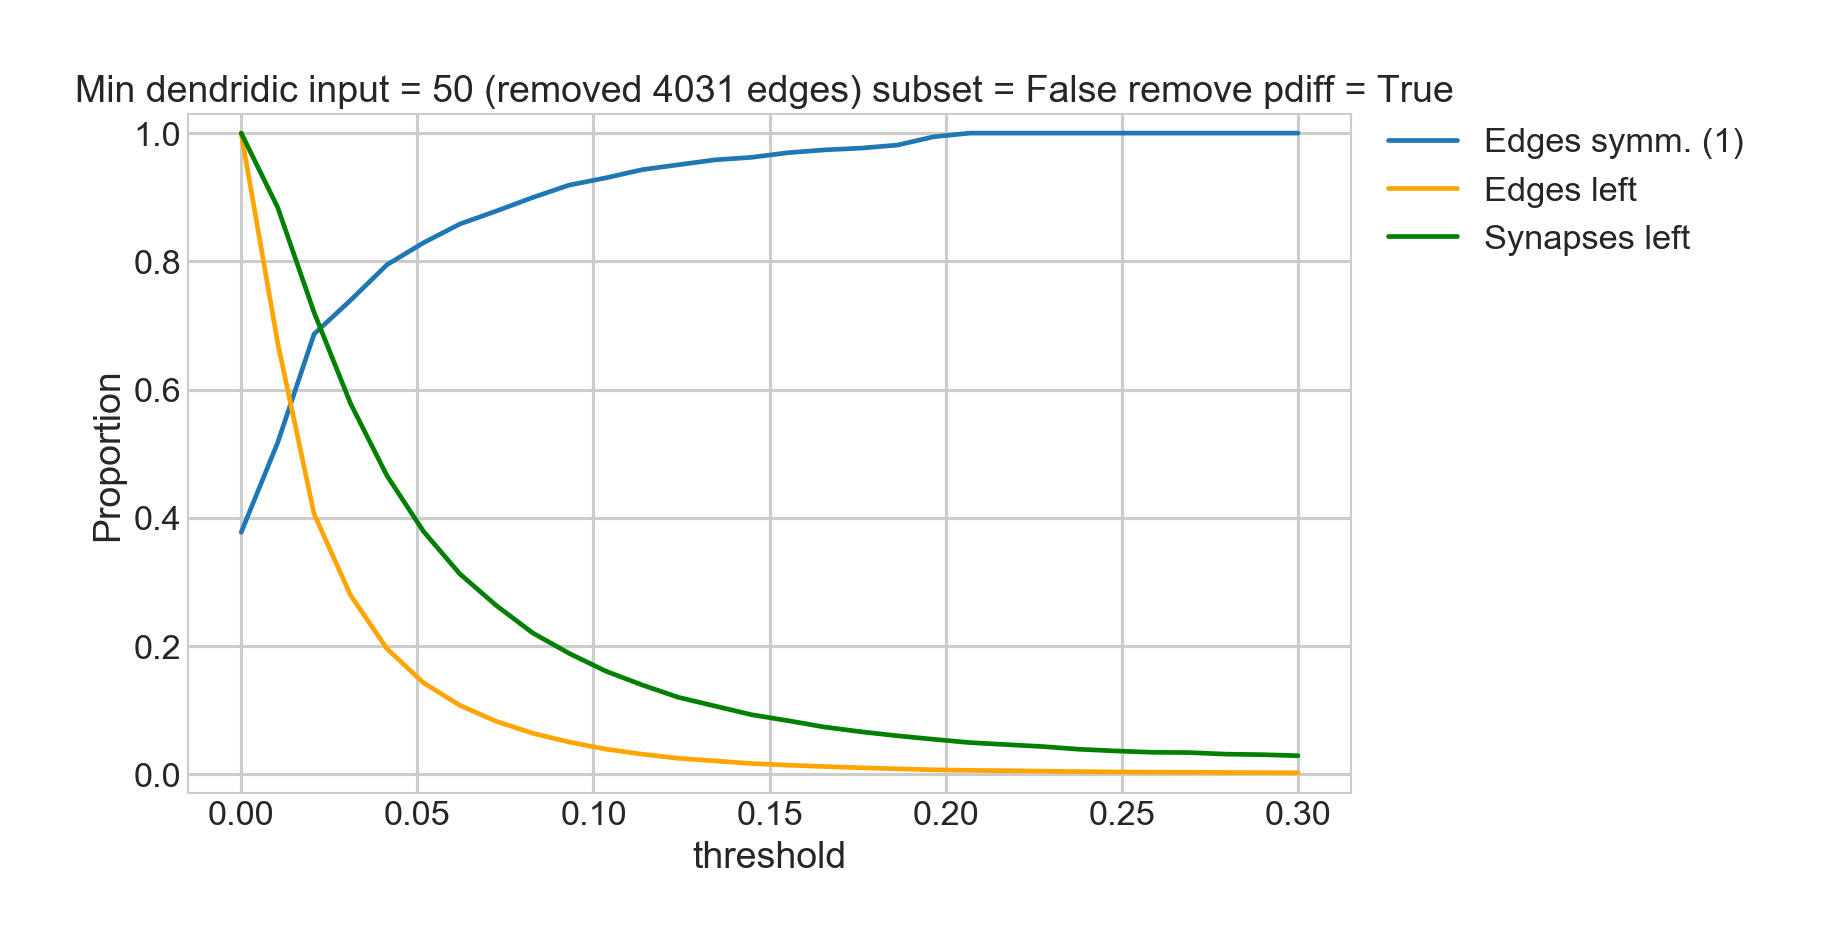 Min dendridic input = 50 (removed 4031 edges) subset = False remove pdiff = True
1.0
0.8
0.6
0.4
0.2
0.0
Proportion
0.00 0.05 0.10 0.15 0.20 0.25 0.30
threshold
Edges symm. (1)
Edges left
Synapses left